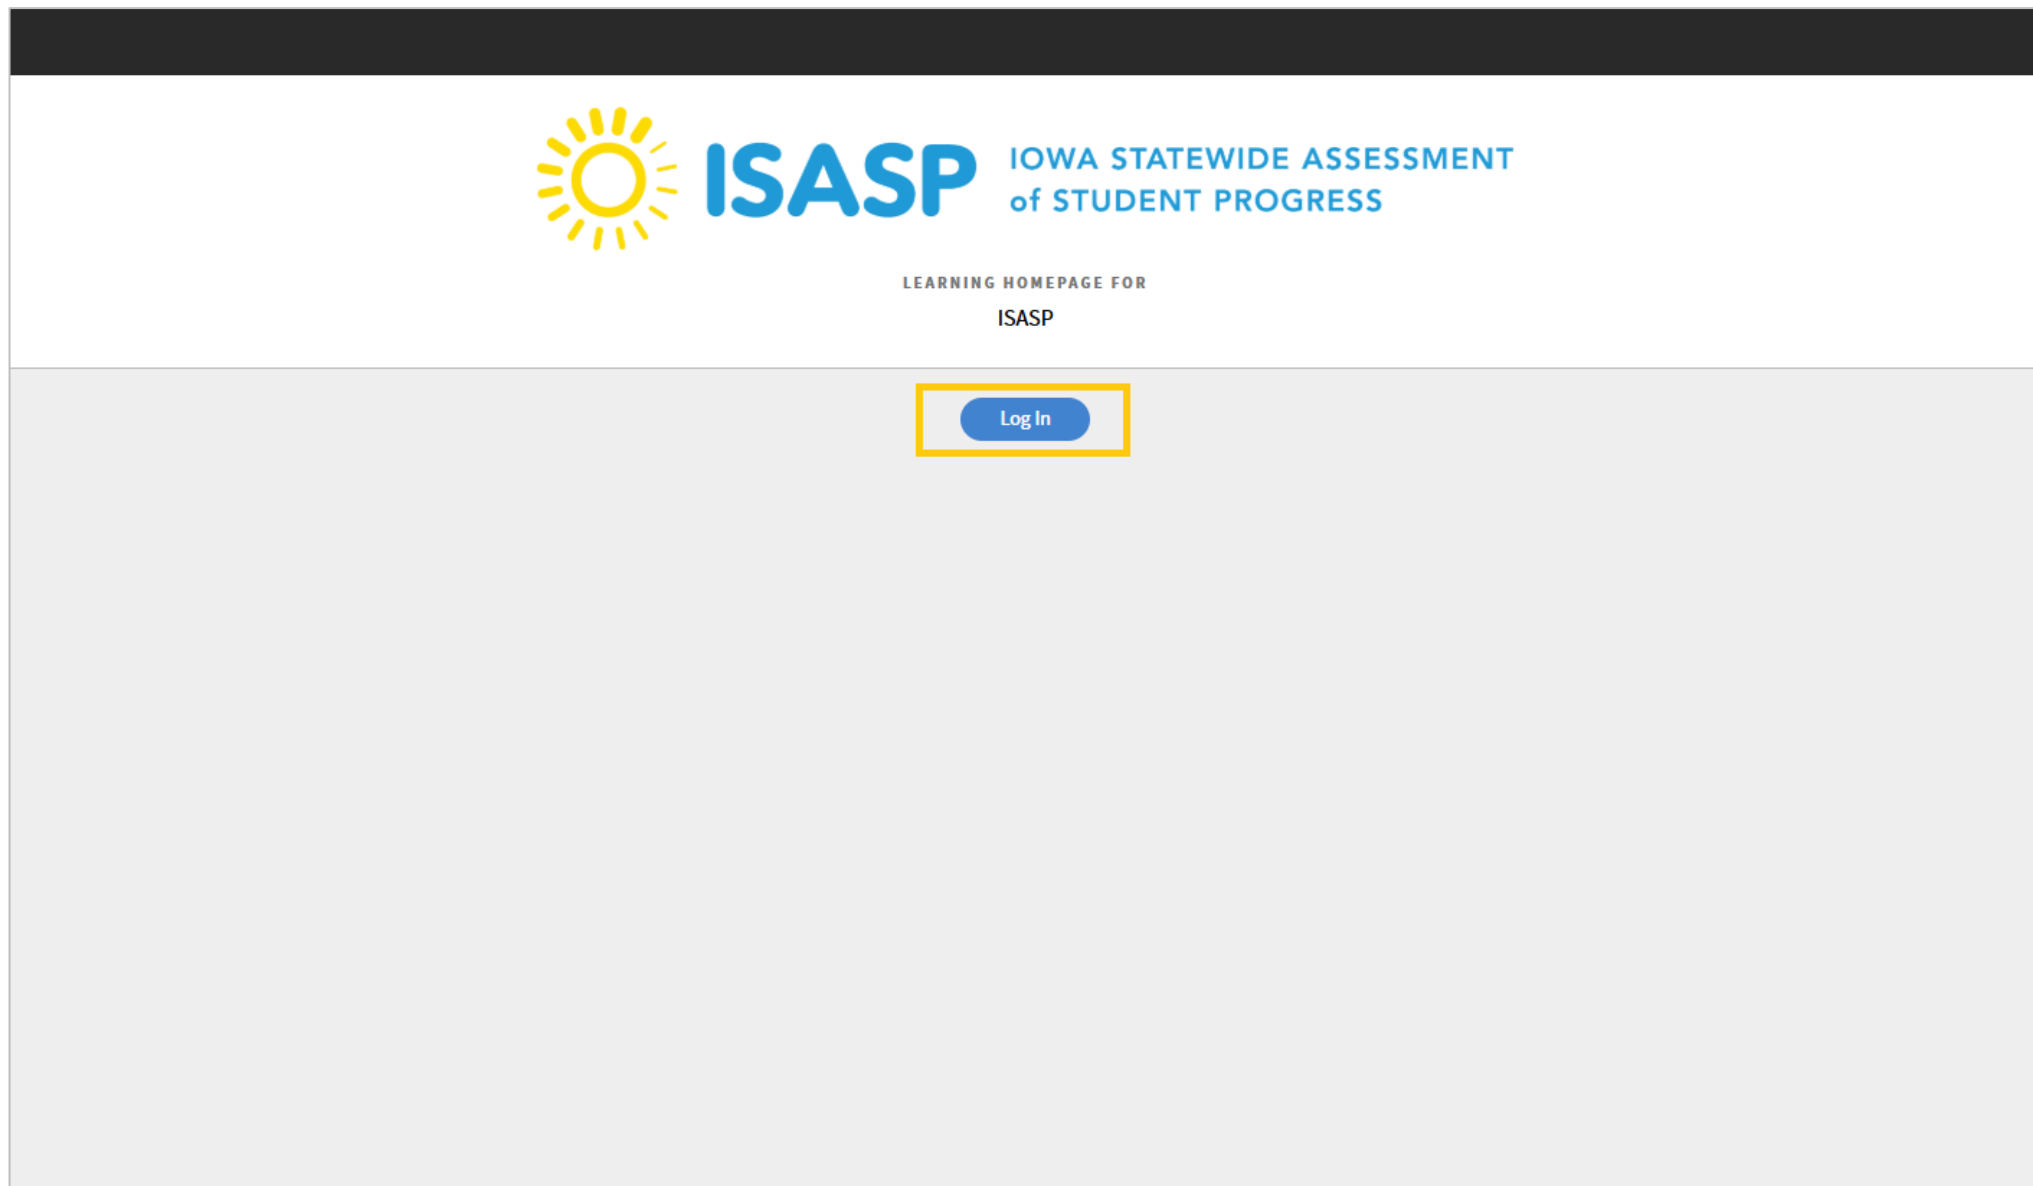 ISASP
IOWA STATEWIDE ASSESSMENT
of STUDENT PROGRESS
LEARNING HOMEPAGE FOR
ISASP
Log In